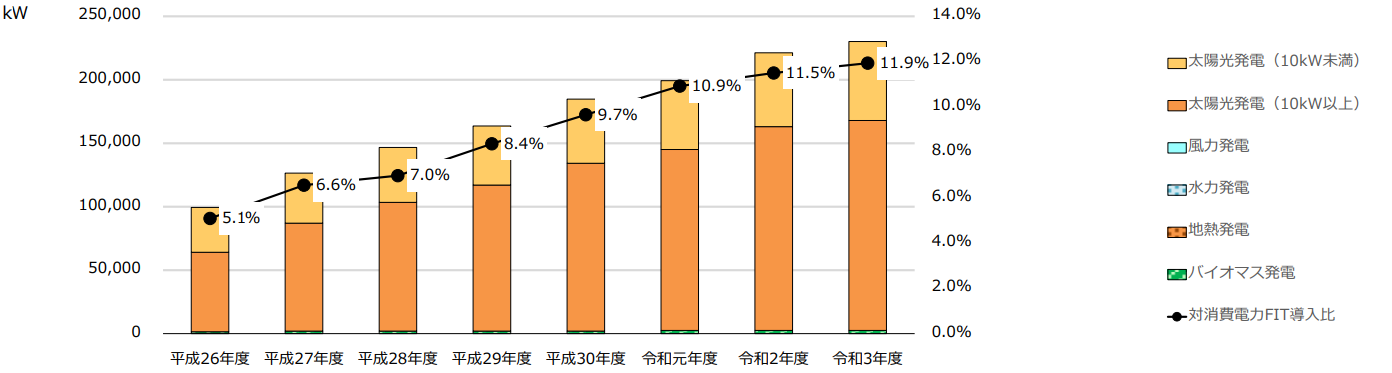 kW
250,000
200,000
150,000
100,000
50,000
0
14.0%
12.0%
10.0%
8.0%
6.0%
4.0%
2.0%
0.0%
5.1%
6.6%
7.0%
8.4%
9.7%
10.9%
11.5%
11.9%
平成26年度
平成27年度
平成28年度
平成29年度
平成30年度
令和元年度
令和2年度
令和3年度
太陽光発電（10kW未満）
太陽光発電（10kW以上）
風力発電
水力発電
地熱発電
バイオマス発電
対消費電力FIT導入比